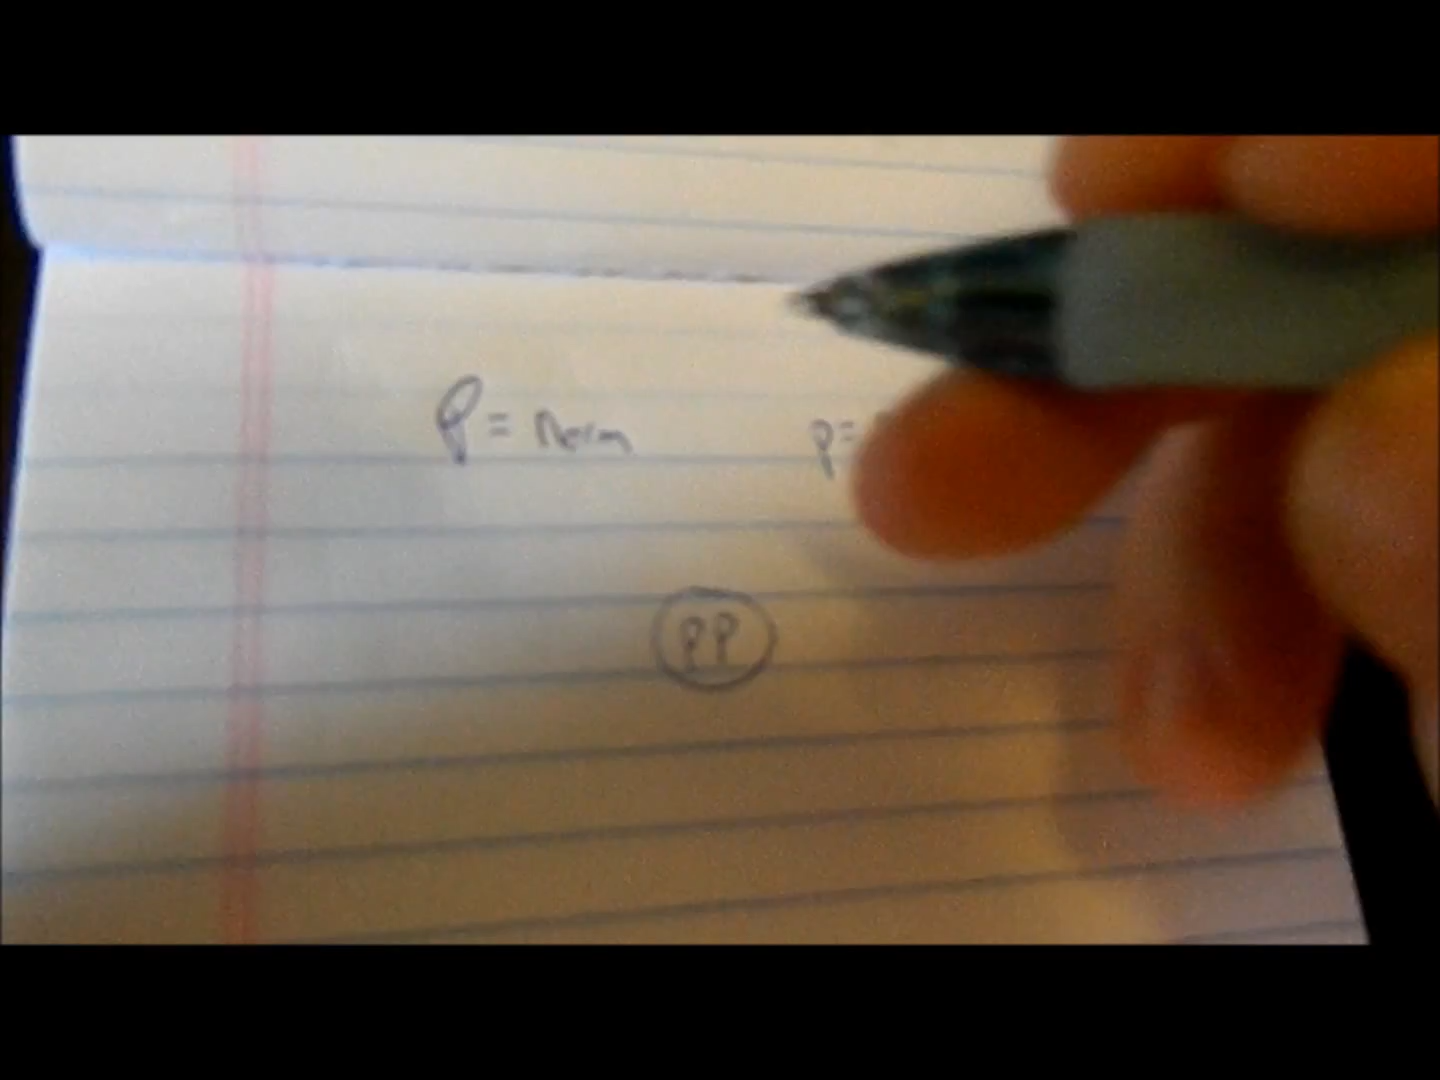 P = Norm p =
pp